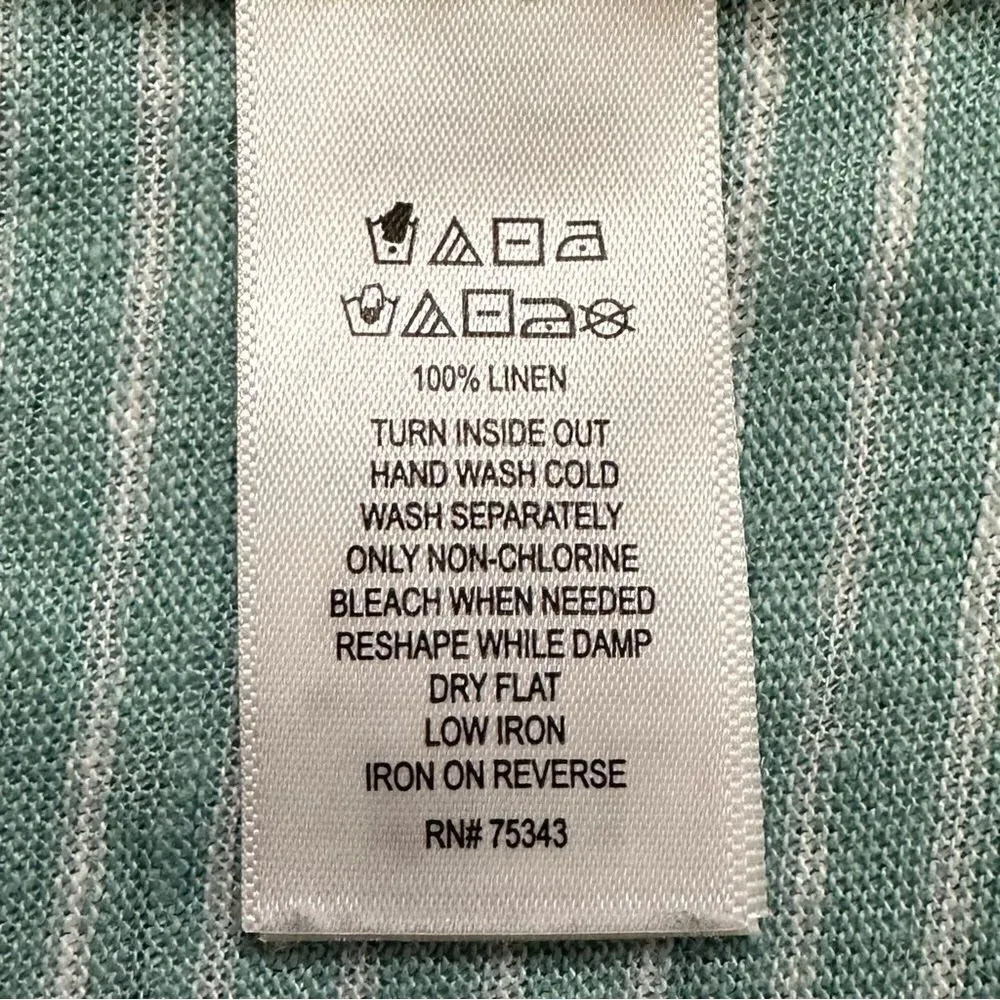 100% LINEN
TURN INSIDE OUT
HAND WASH COLD
WASH SEPARATELY
ONLY NON-CHLORINE
BLEACH WHEN NEEDED
RESHAPE WHILE DAMP
DRY FLAT
LOW IRON
IRON ON REVERSE
RN# 75343